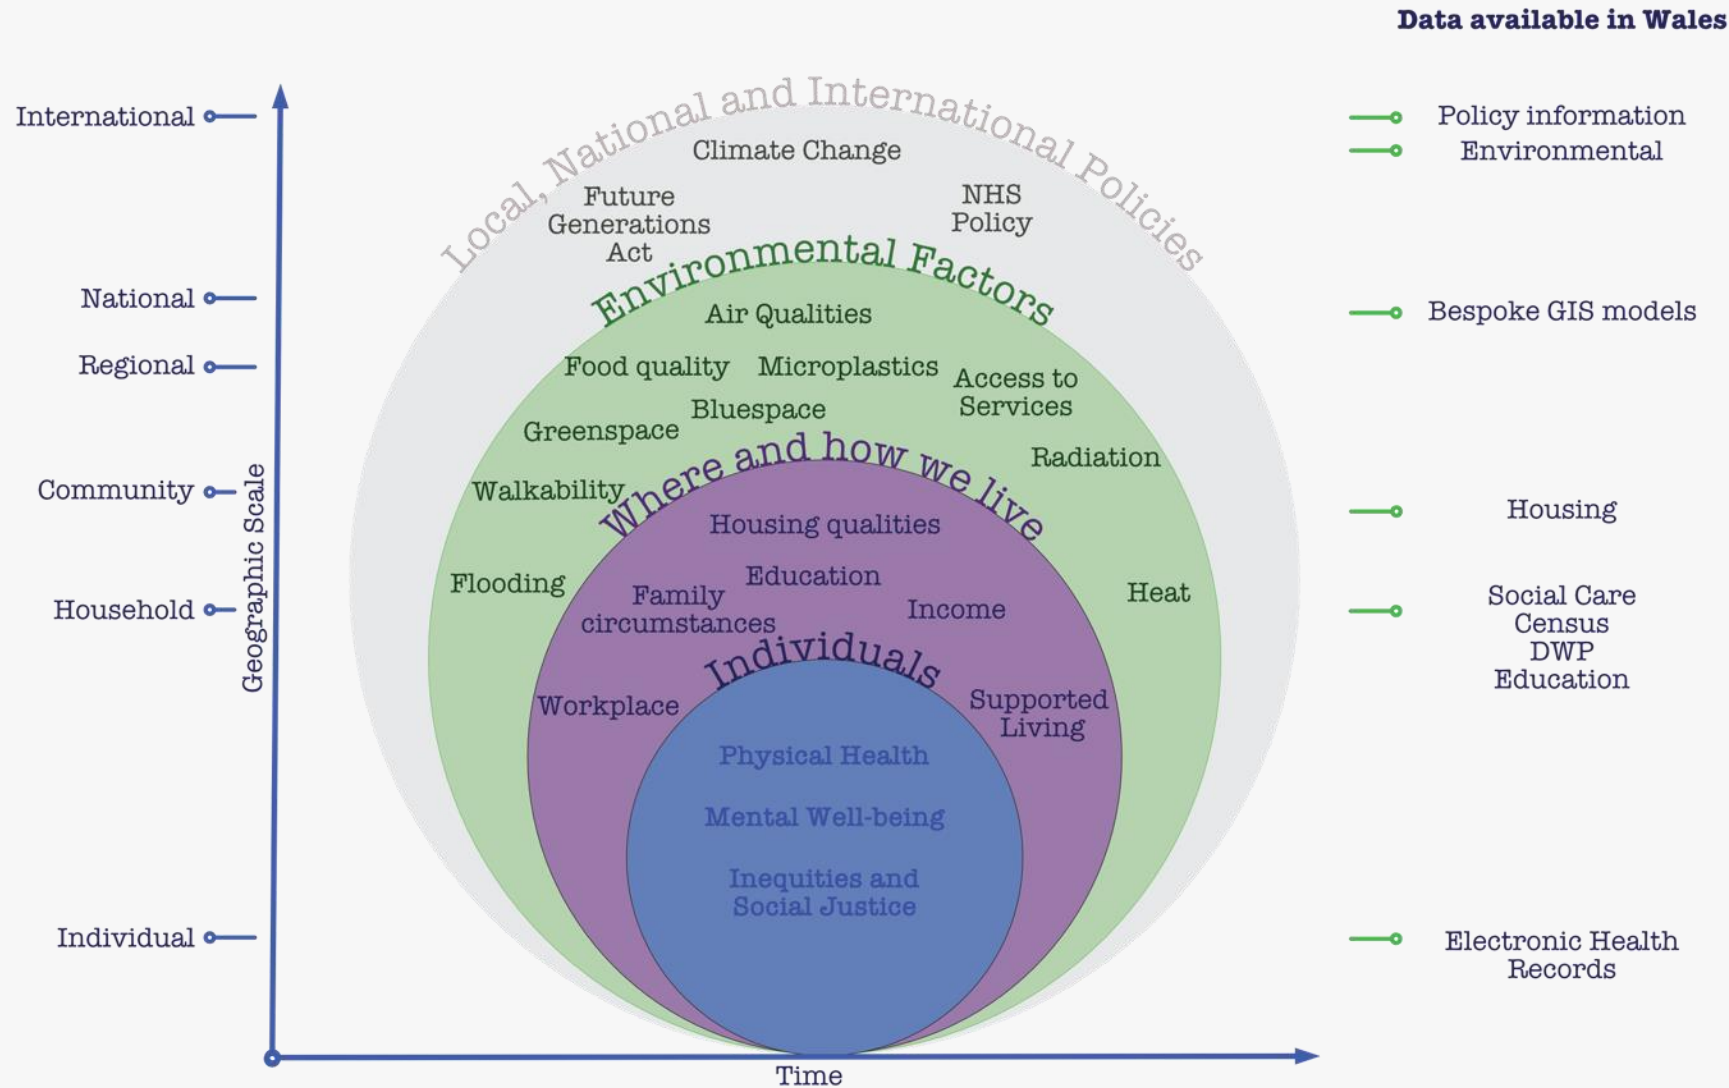 Data available in Wales
International
National
Regional
Community
Household
Individual
Geographic Scale
Time
Local, National and International Policies
Climate Change
Future
Generations
Act
NHS
Policy
Environmental Factors
Air Qualities
Food quality
Microplastics
Access to
Services
Bluespace
Greenspace
Radiation
Walkability
Flooding
Heat
Where and how we live
Housing qualities
Education
Family
circumstances
Income
Workplace
Supported
Living
Individuals
Physical Health
Mental Well-being
Inequities and
Social Justice
Policy information
Environmental
Bespoke GIS models
Housing
Social Care
Census
DWP
Education
Electronic Health
Records